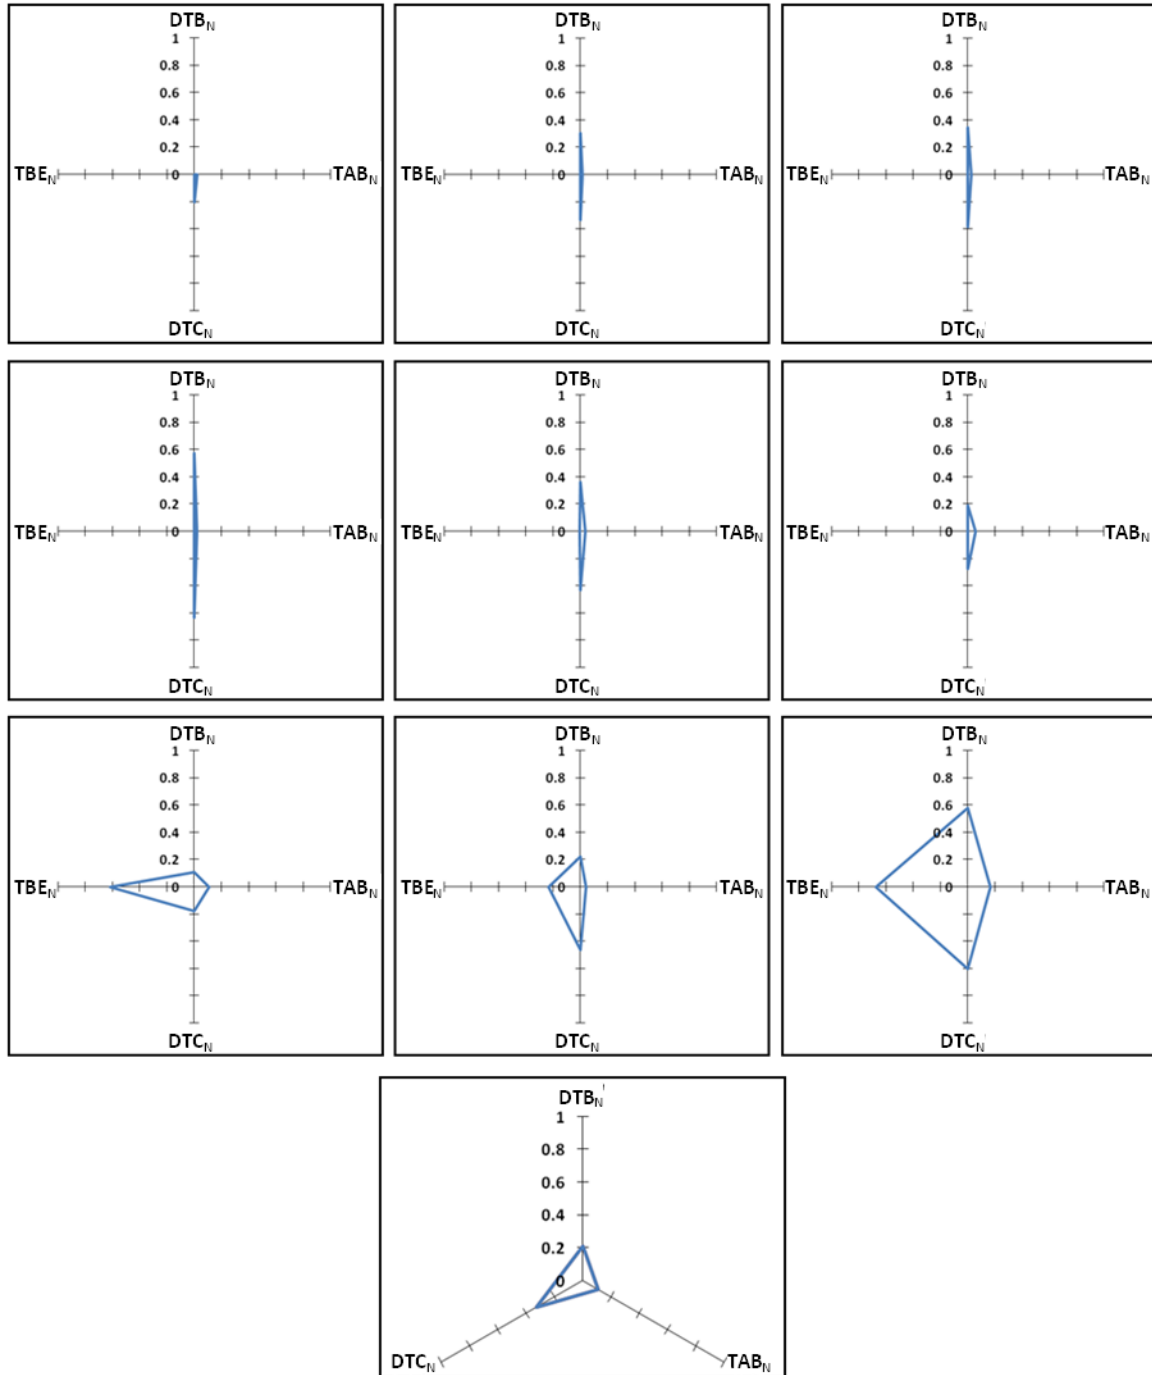 DTBN DTBN DTBN
1 1 1
0.8 0.8 0.8
0.6 0.6 0.6
0.4 0.4 0.4
0.2 0.2 0.2
TBEN 0 TABN TBEN 0 TABN TBEN 0 TABN
DTCN DTCN DTCN'
DTBN DTBN DTBN
1 1 1
0.8 0.8 0.8
0.6 0.6 0.6
0.4 0.4 0.4
0.2 0.2 0.2
TBEN 0 TABN TBEN 0 TABN TBEN 0 TABN
DTCN DTCN DTCN'
DTBN DTBN DTBN
1 1 1
0.8 0.8 0.8
0.6 0.6 0.6
0.4 0.4 0.4
0.2 0.2 0.2
TBEN 0 TABN TBEN 0 TABN TBEN 0 TABN
DTCN DTCN DTCN'
DTBN'
1
0.8
0.6
0.4
0.2
0
DTCN TABN